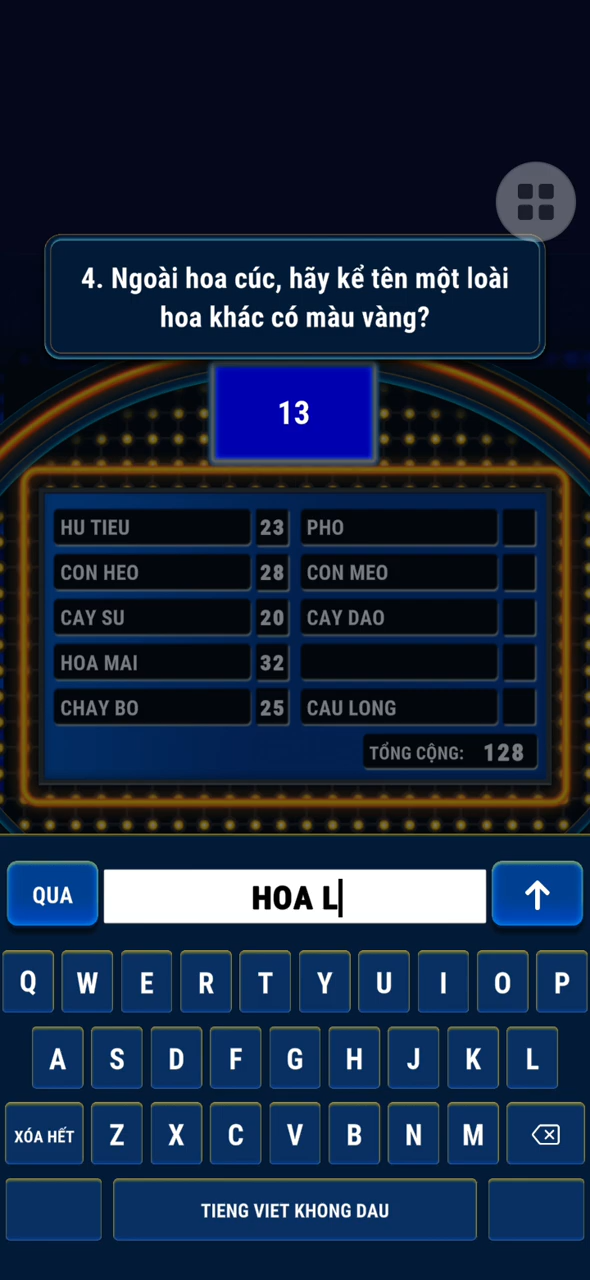 4. Ngoài hoa cúc, hãy kể tên một loài
hoa khác có màu vàng?
13
HU TIEU 23 PHO
CON HEO 28 CON MEO
CAY SU 20 CAY DAO
HOA MAI 32
CHAY BO 25 CAU LONG
TỔNG CỘNG: 128
QUA HOA L
Q W E R T Y U I O P
A S D F G H J K L
XÓA HẾT Z X C V B N M
TIENG VIET KHONG DAU